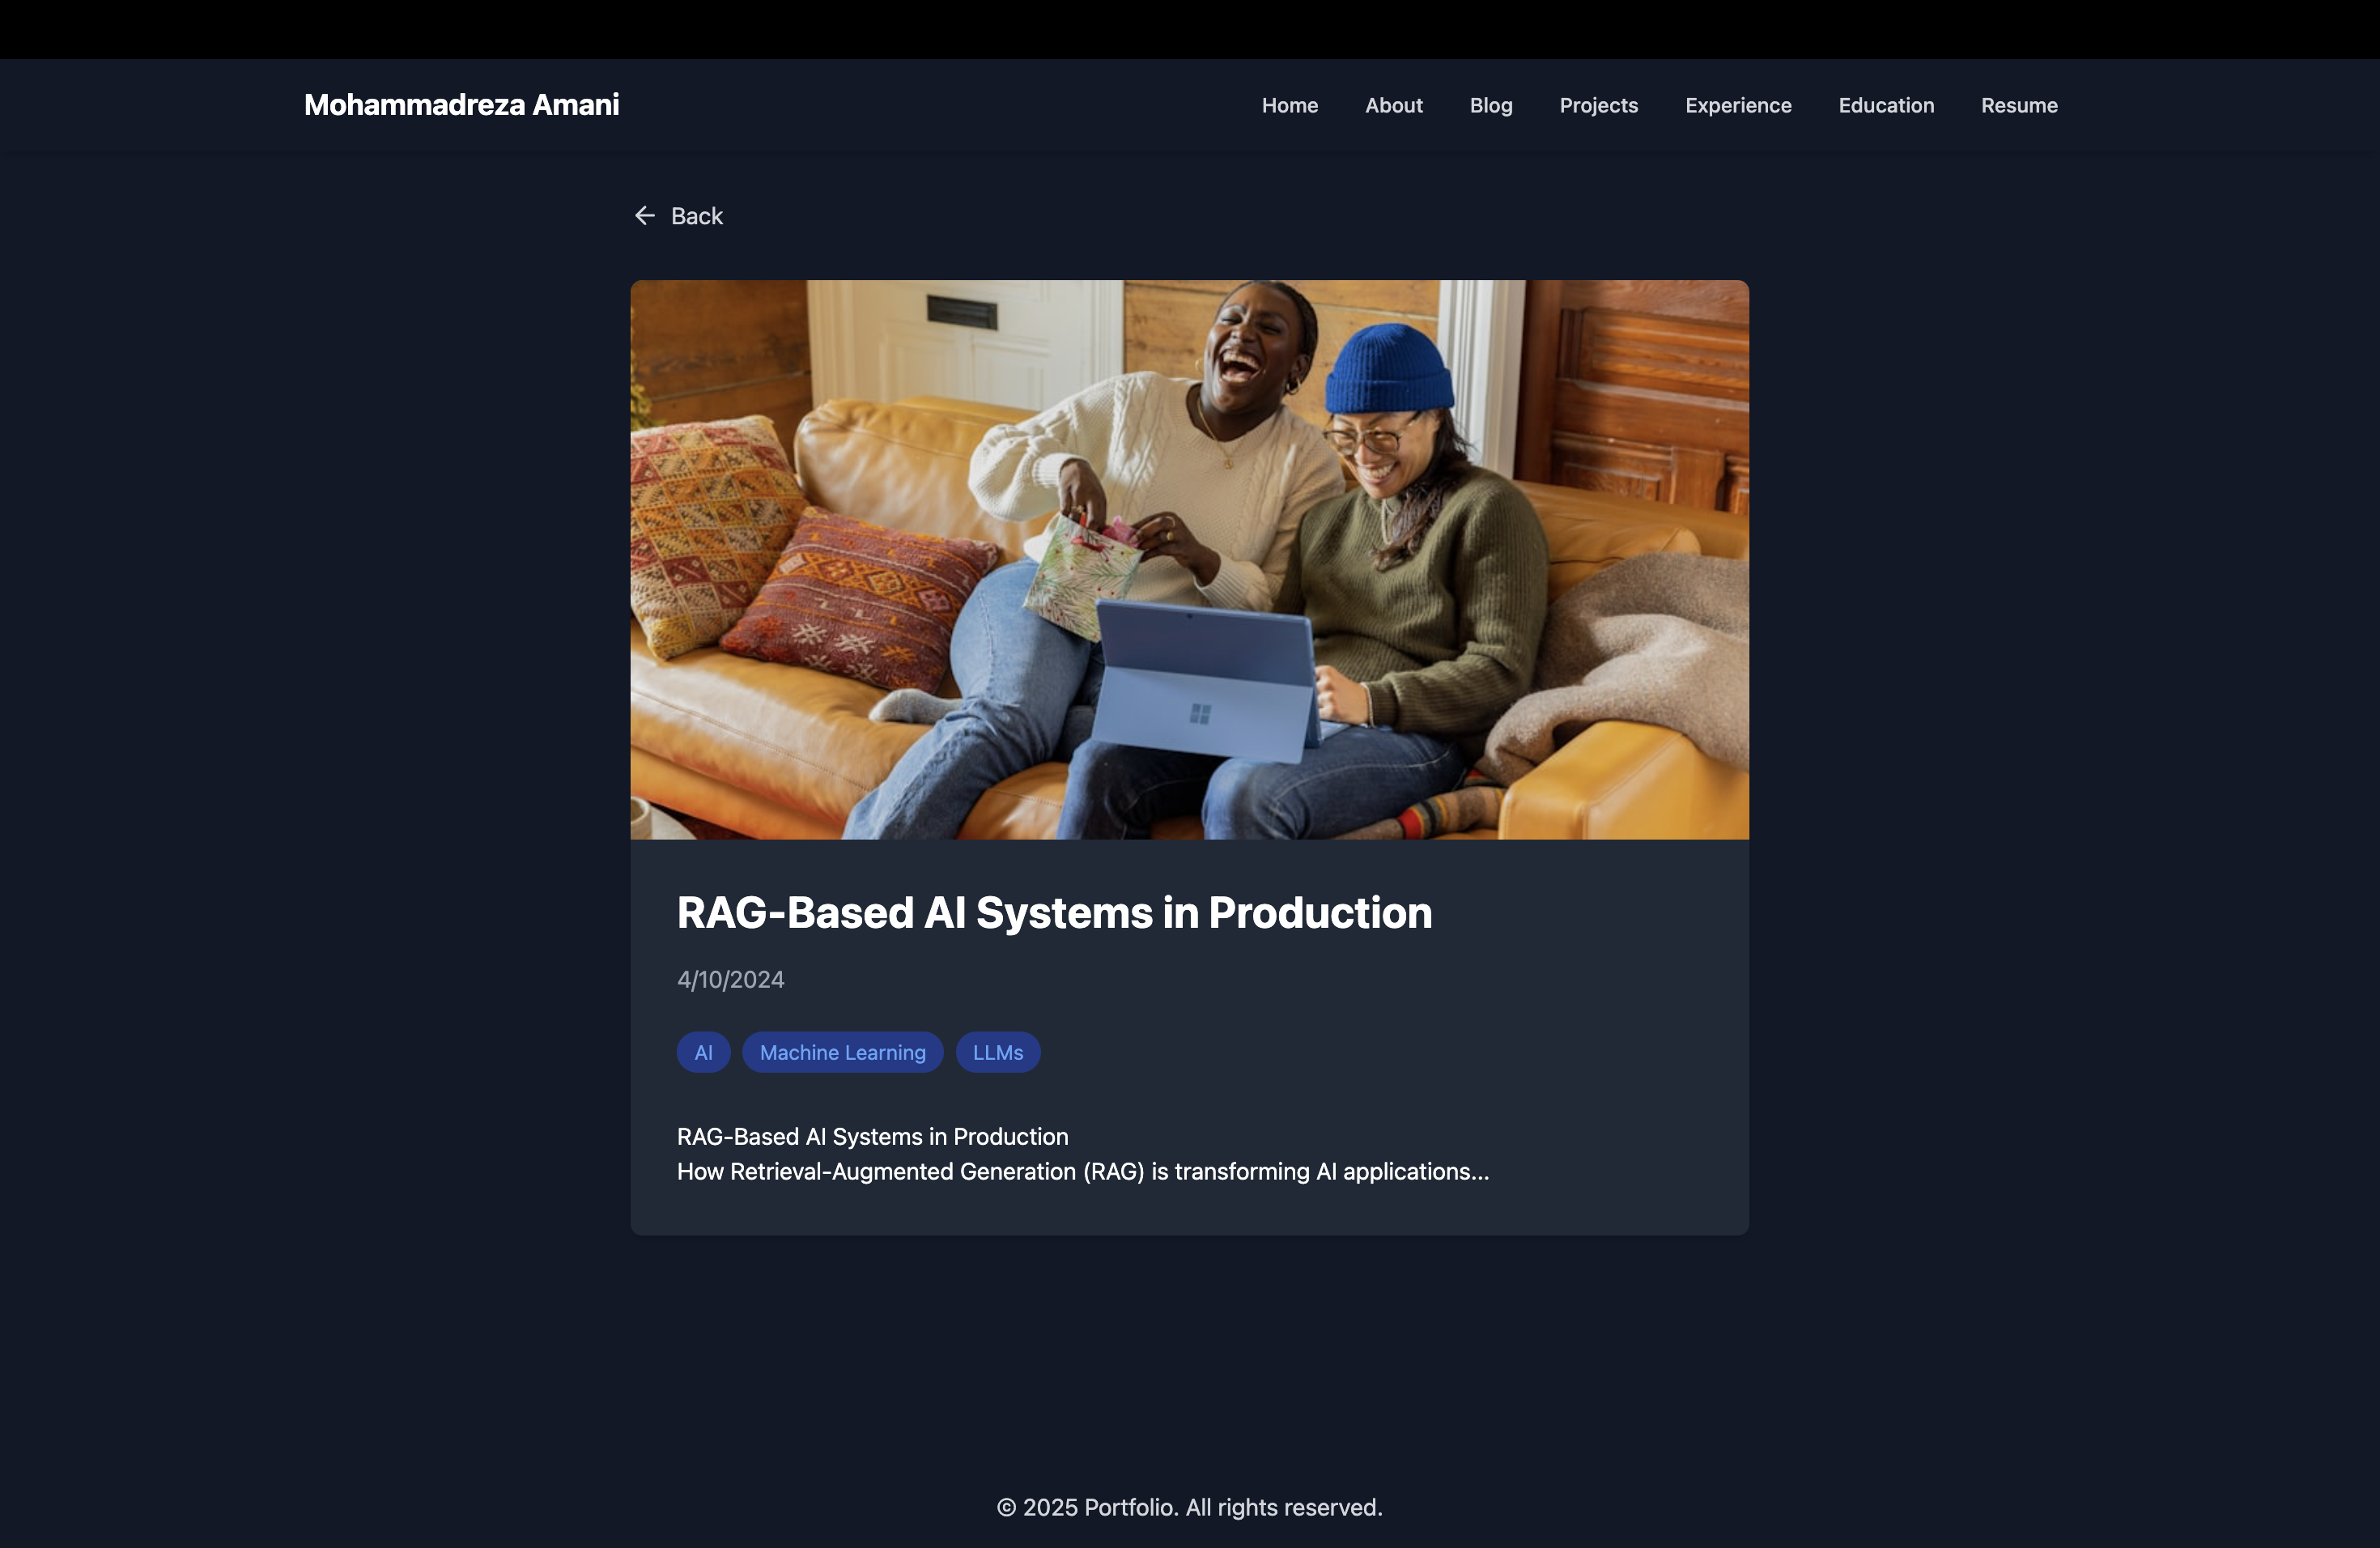 Mohammadreza Amani
Home About Blog Projects Experience Education Resume
← Back
RAG-Based AI Systems in Production
4/10/2024
AI Machine Learning LLMs
RAG-Based AI Systems in Production
How Retrieval-Augmented Generation (RAG) is transforming AI applications...
© 2025 Portfolio. All rights reserved.